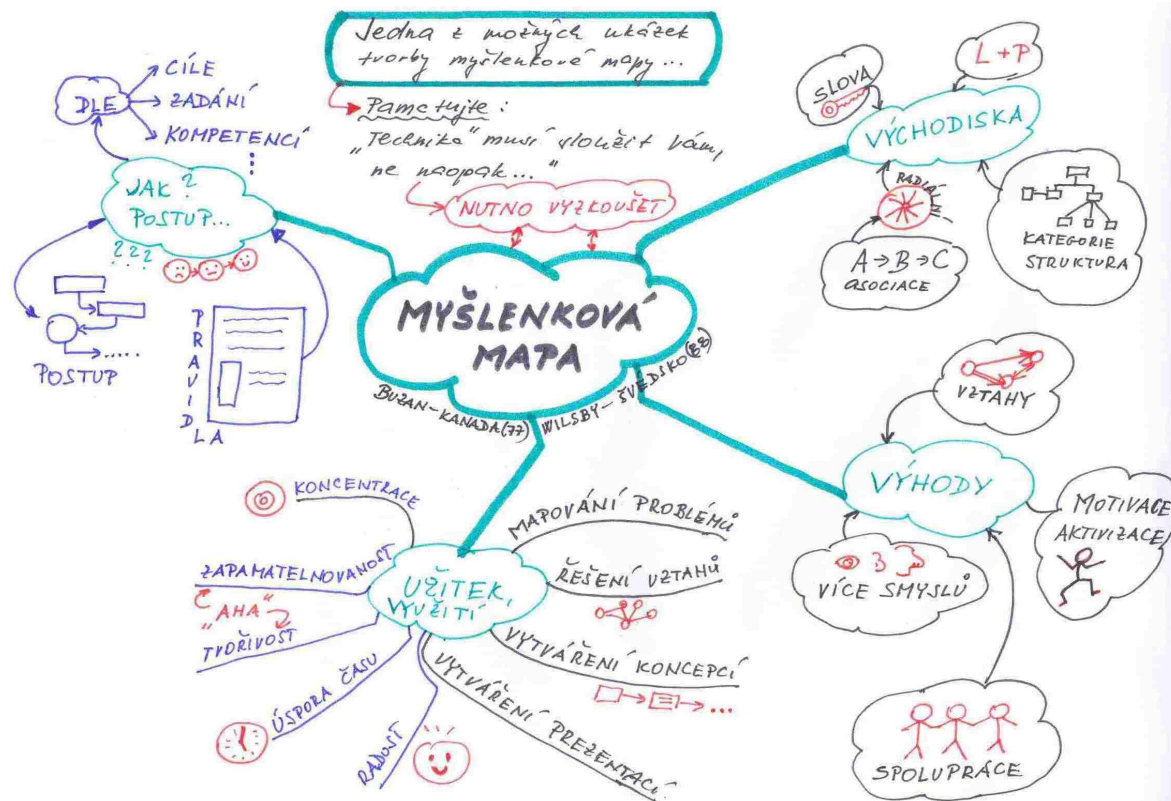 Jedna z možných ukázek
tvorby myšlenkové mapy...
Pamatujte:
„Technika" musí sloužit vám,
ne naopak..."
NUTNO VYZKOUŠET
MYŠLENKOVÁ
MAPA
BUZAN-KANADA(77)
WILSBY-ŠVÉDSKO(88)
DLE
CÍLE
ZADÁNÍ
KOMPETENCÍ
JAK?
POSTUP...
???
POSTUP
.....
PRAVIDLA
VÝCHODISKA
SLOVA
L+P
A→B→C
ASOCIACE
KATEGORIE
STRUKTURA
VÝHODY
VZTAHY
MOTIVACE
AKTIVIZACE
VÍCE SMYSLŮ
SPOLUPRÁCE
UŽITEK,
VYUŽITÍ
KONCENTRACE
ZAPAMATELNOVANOST
„AHA"
TVOŘIVOST
ÚSPORA ČASU
RADOST
MAPOVÁNÍ PROBLÉMŮ
ŘEŠENÍ VZTAHŮ
VYTVÁŘENÍ KONCEPCÍ
...
VYTVÁŘENÍ PREZENTACÍ